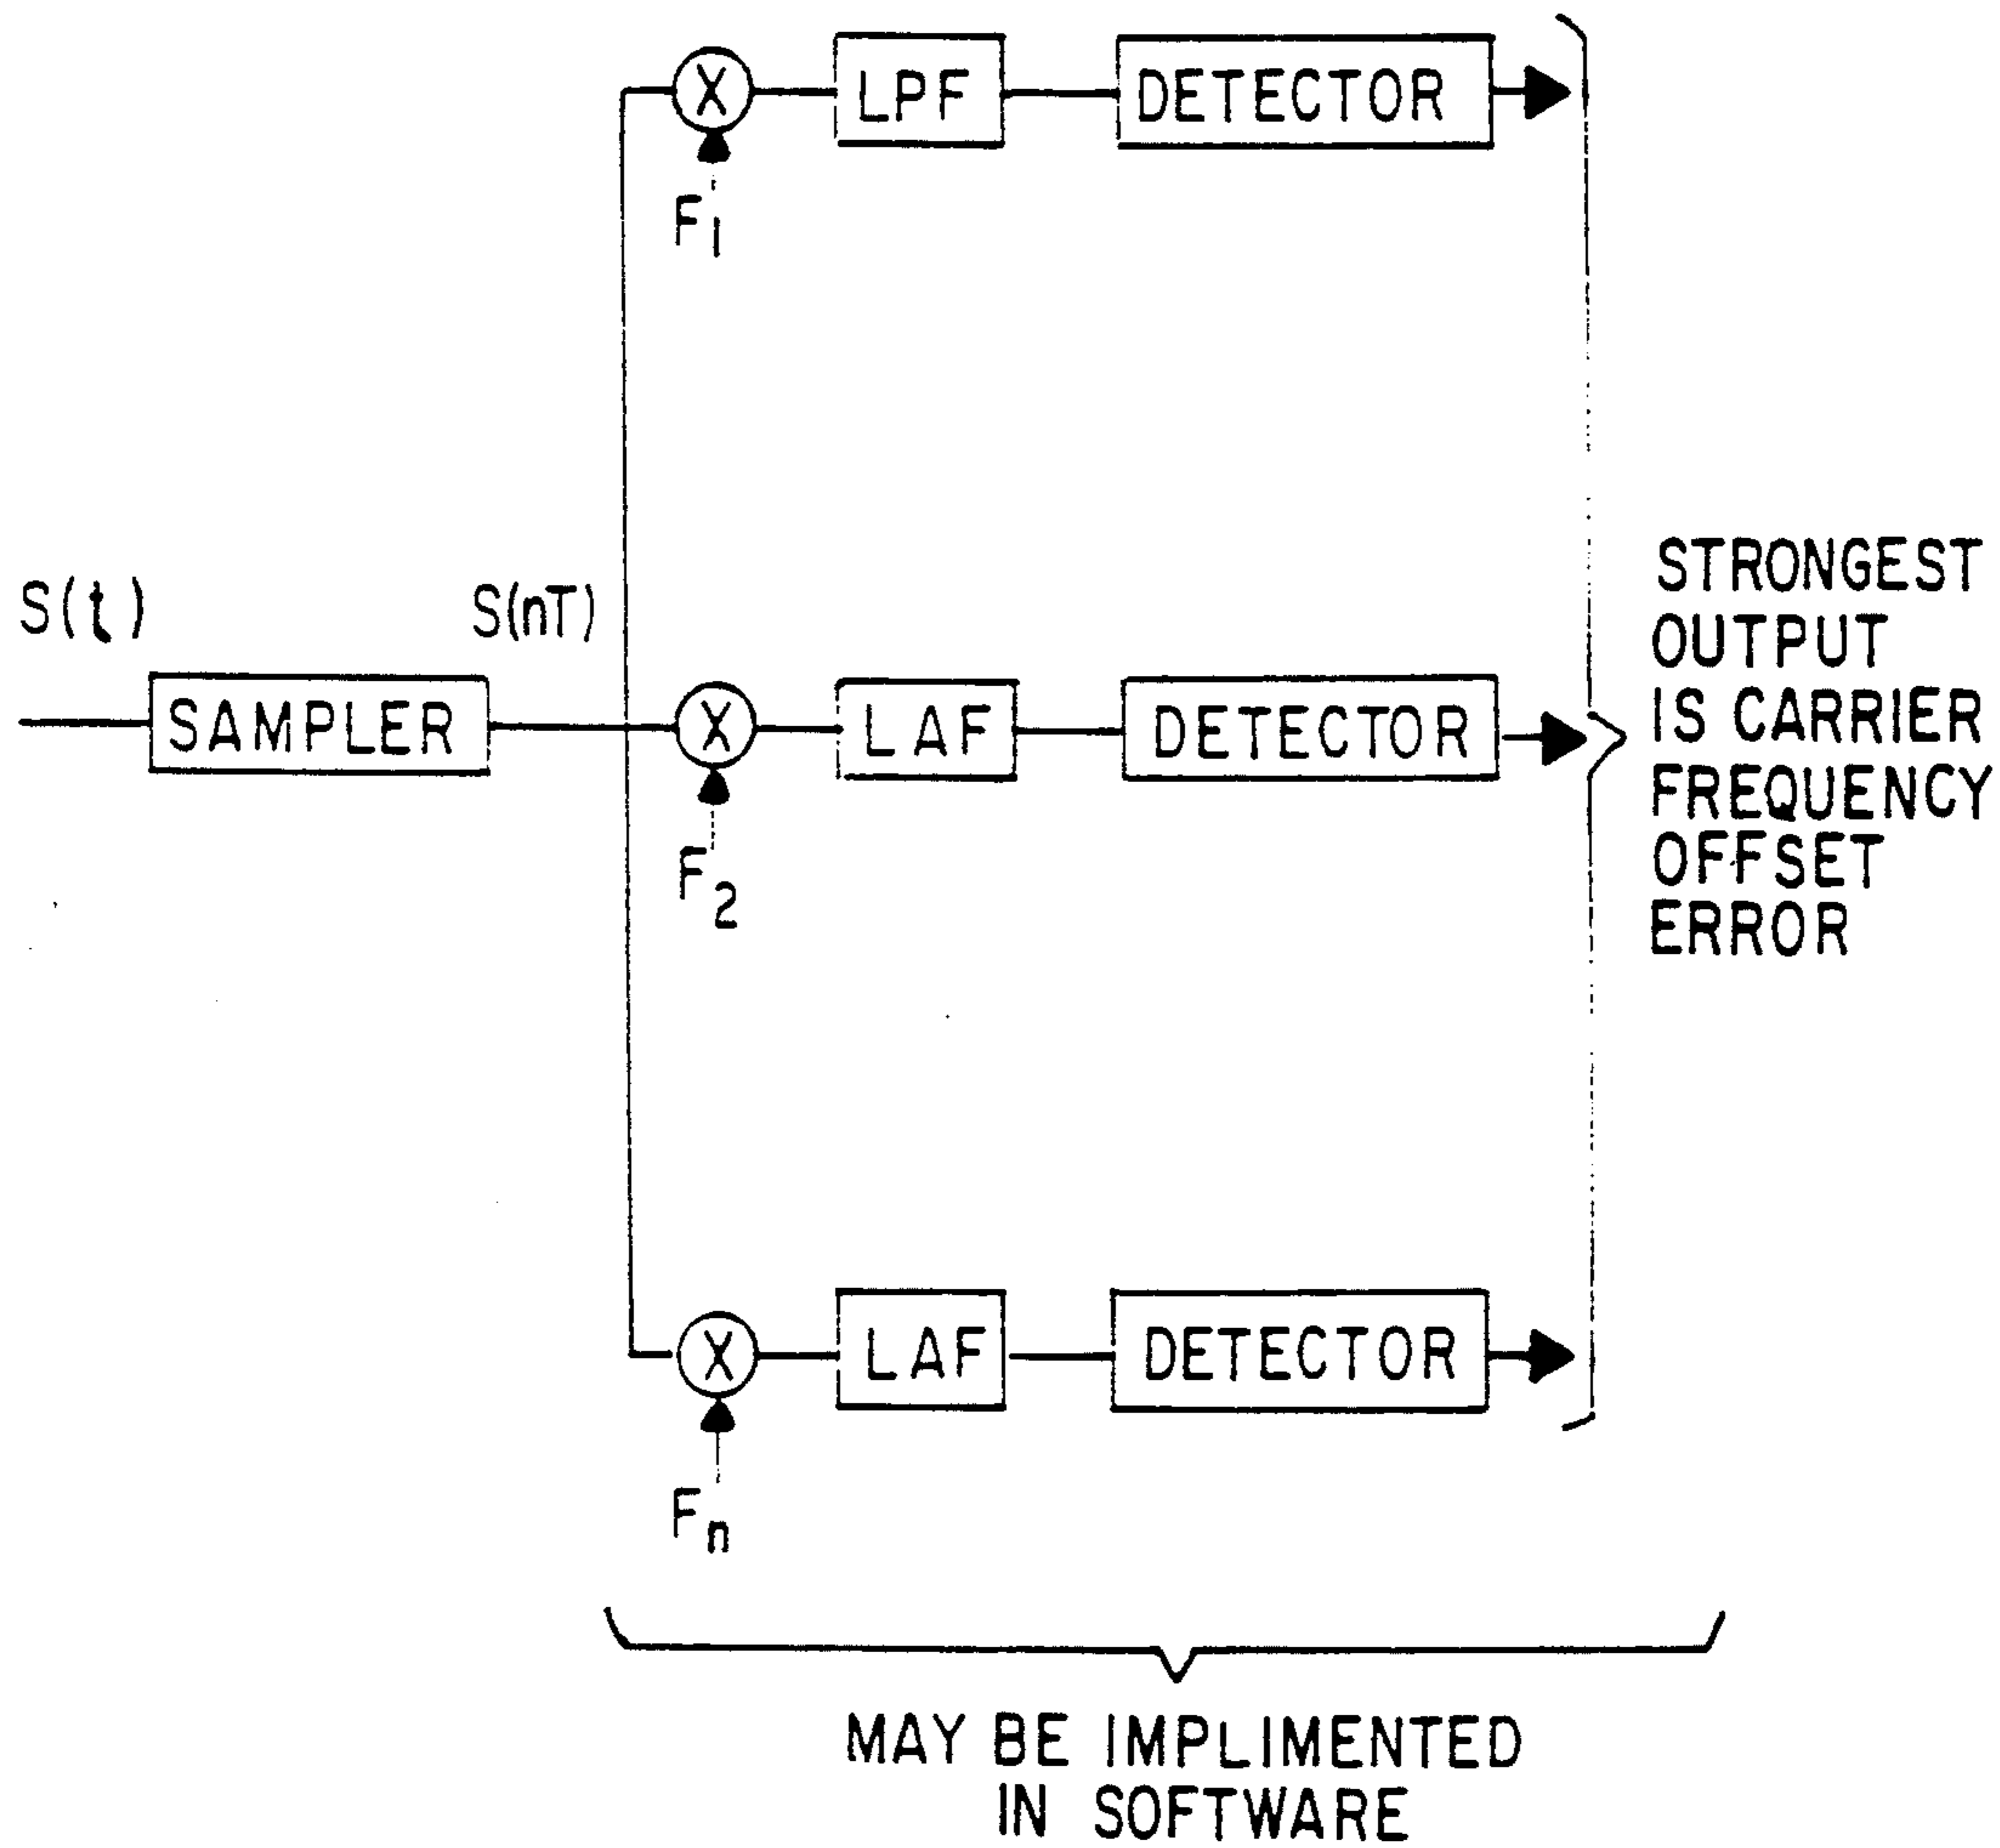 LPF
DETECTOR
F1
S(t)
S(nT)
SAMPLER
LAF
DETECTOR
F2
STRONGEST
OUTPUT
IS CARRIER
FREQUENCY
OFFSET
ERROR
LAF
DETECTOR
Fn
MAY BE IMPLIMENTED
IN SOFTWARE